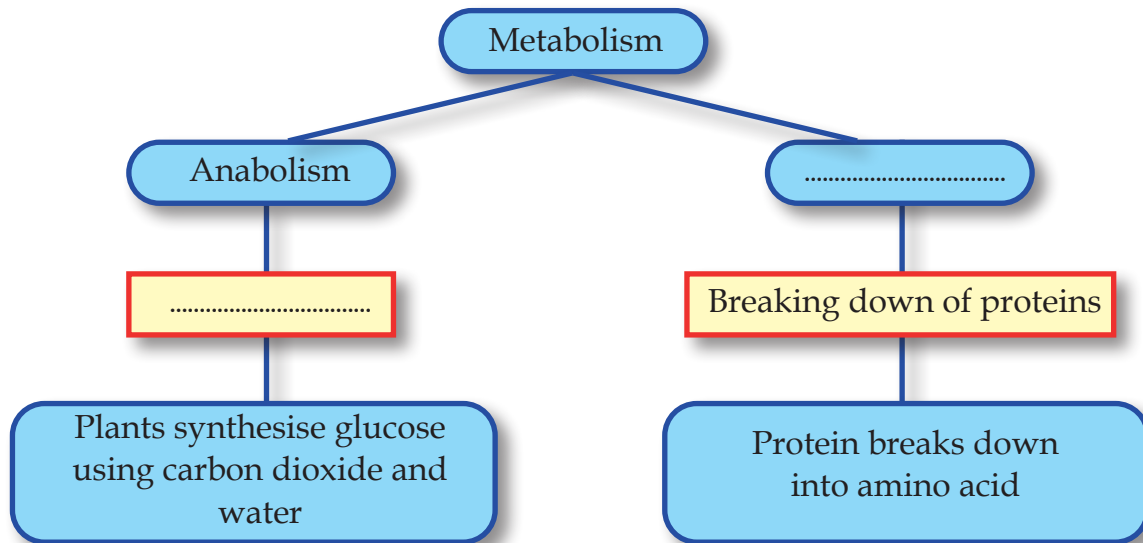 Metabolism
Anabolism
..................................
..................................
Breaking down of proteins
Plants synthesise glucose
using carbon dioxide and
water
Protein breaks down
into amino acid